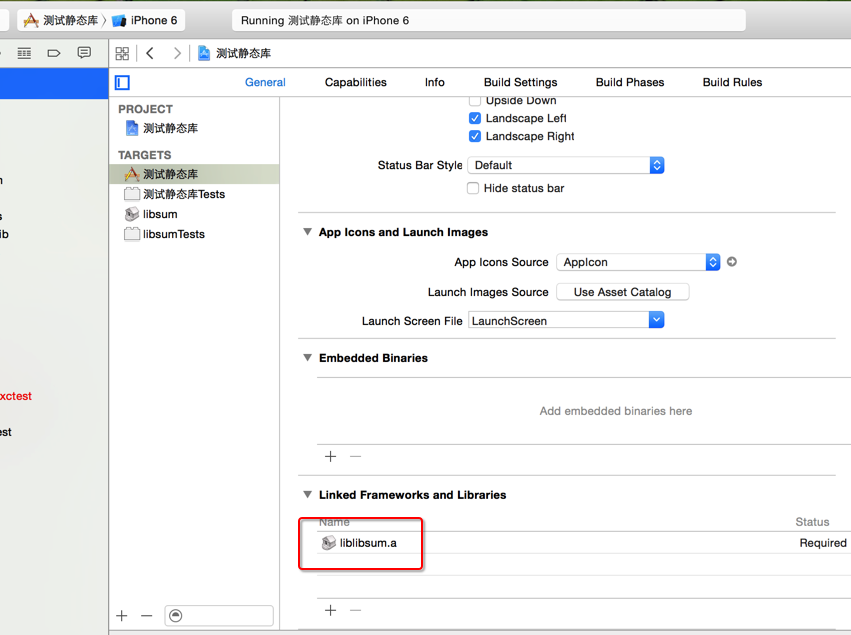 测试静态库 〉 iPhone 6
Running 测试静态库 on iPhone 6
测试静态库
General Capabilities Info Build Settings Build Phases Build Rules
PROJECT
测试静态库
TARGETS
测试静态库
测试静态库Tests
libsum
libsumTests
ib
xctest
est
Upside Down
Landscape Left
Landscape Right
Status Bar Style Default
Hide status bar
App Icons and Launch Images
App Icons Source AppIcon
Launch Images Source Use Asset Catalog
Launch Screen File LaunchScreen
Embedded Binaries
Add embedded binaries here
Linked Frameworks and Libraries
Name Status
liblibsum.a Required